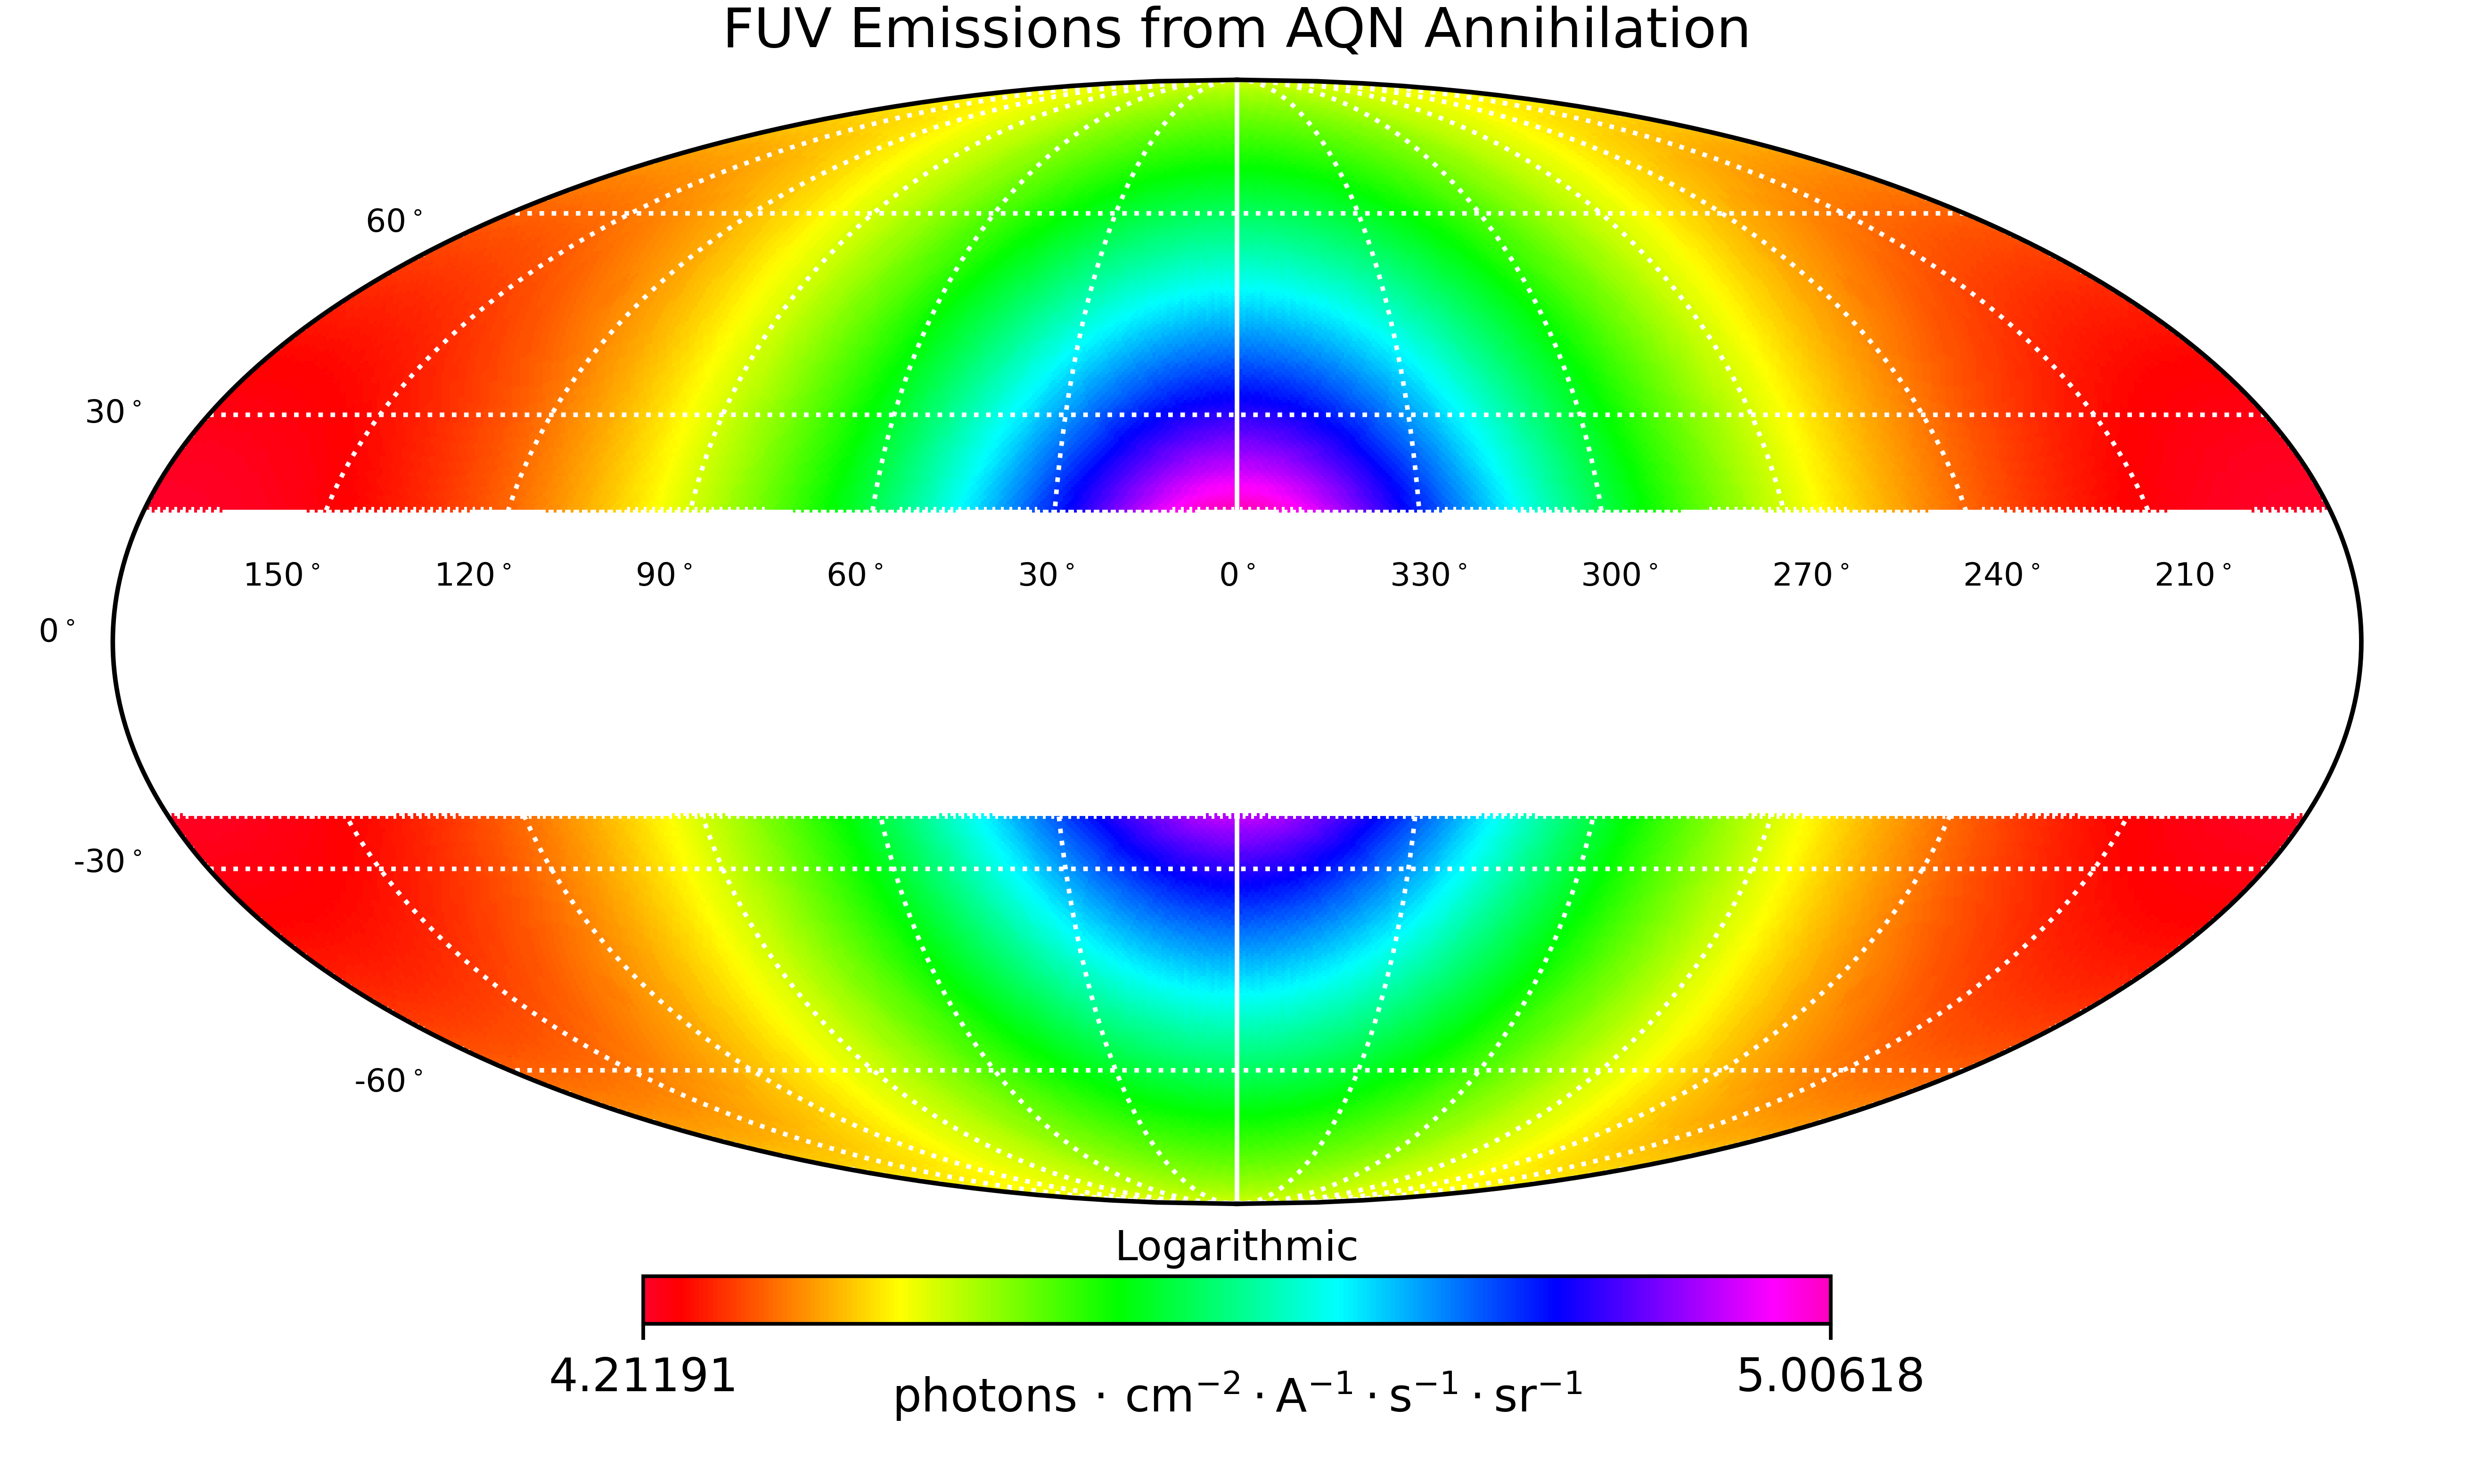 FUV Emissions from AQN Annihilation
60°
30°
150° 120° 90° 60° 30° 0° 330° 300° 270° 240° 210°
0°
-30°
-60°
Logarithmic
4.21191 5.00618
photons · cm⁻² · A⁻¹ · s⁻¹ · sr⁻¹